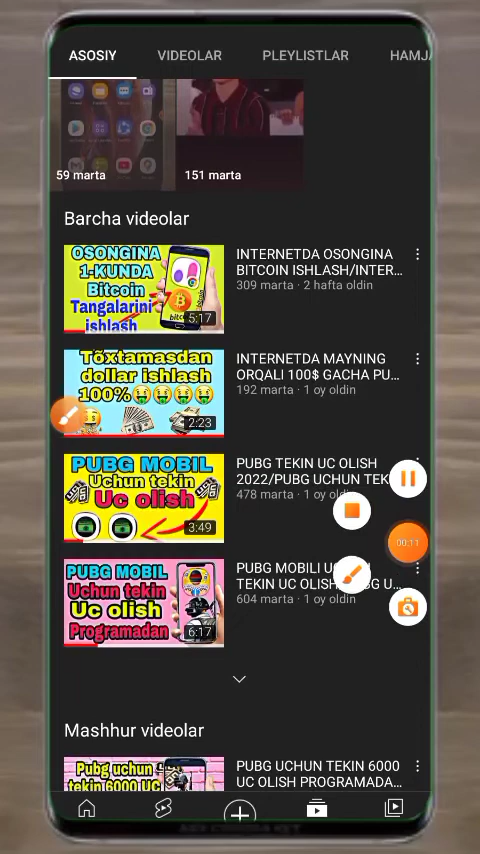 ASOSIY VIDEOLAR PLEYLISTLAR HAMJA
59 marta 151 marta
Barcha videolar
OSONGINA
1-KUNDA
Bitcoin
Tangalarini
ishlash
5:17
INTERNETDA OSONGINA
BITCOIN ISHLASH/INTER...
309 marta · 2 hafta oldin
Tõxtamasdan
dollar ishlash
100%
2:23
INTERNETDA MAYNING
ORQALI 100$ GACHA PU...
192 marta · 1 oy oldin
PUBG MOBIL
Uchun tekin
Uc olish
3:49
PUBG TEKIN UC OLISH
2022/PUBG UCHUN TEK
478 marta · 1 oy oldin
00:11
PUBG MOBIL
Uchun tekin
Uc olish
Programadan
6:17
PUBG MOBILI
TEKIN UC OLISH
604 marta · 1 oy oldin
Mashhur videolar
Pubg uchun
tekin 6000 UC
PUBG UCHUN TEKIN 6000
UC OLISH PROGRAMADA...